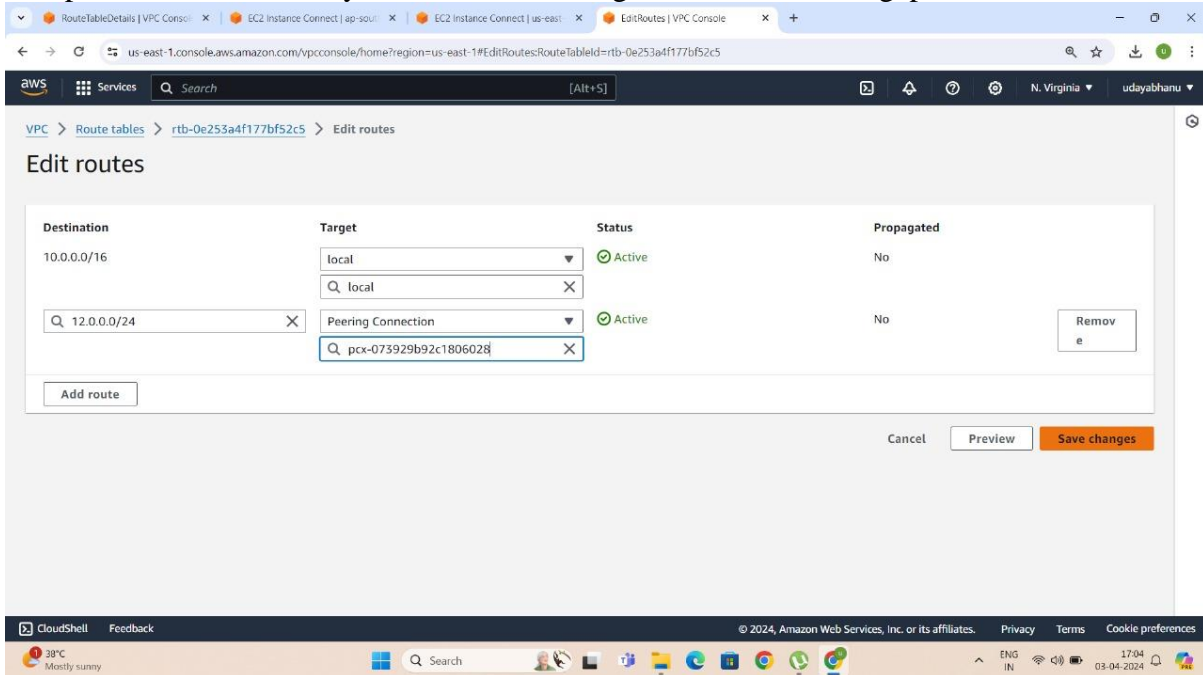 RouteTableDetails | VPC Consol
EC2 Instance Connect | ap-sout
EC2 Instance Connect | us-east
EditRoutes | VPC Console
us-east-1.console.aws.amazon.com/vpcconsole/home?region=us-east-1#EditRoutes:RouteTableId=rtb-0e253a4f177bf52c5
aws Services Search [Alt+S] N. Virginia ▼ udayabhanu ▼
VPC > Route tables > rtb-0e253a4f177bf52c5 > Edit routes
Edit routes
Destination Target Status Propagated
10.0.0.0/16 local Active No
local
12.0.0.0/24 Peering Connection Active No Remov
e
pcx-073929b92c1806028
Add route
Cancel Preview Save changes
CloudShell Feedback © 2024, Amazon Web Services, Inc. or its affiliates. Privacy Terms Cookie preferences
38°C
Mostly sunny
Search
ENG
IN
17:04
03-04-2024